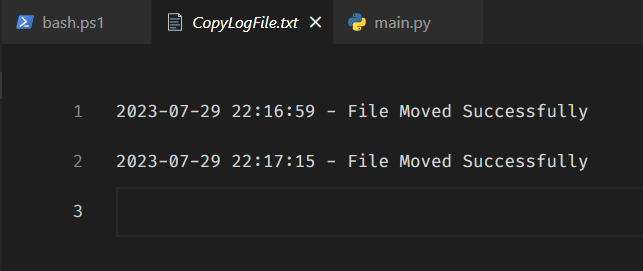 bash.ps1 CopyLogFile.txt main.py
1 2023-07-29 22:16:59 - File Moved Successfully
2 2023-07-29 22:17:15 - File Moved Successfully
3